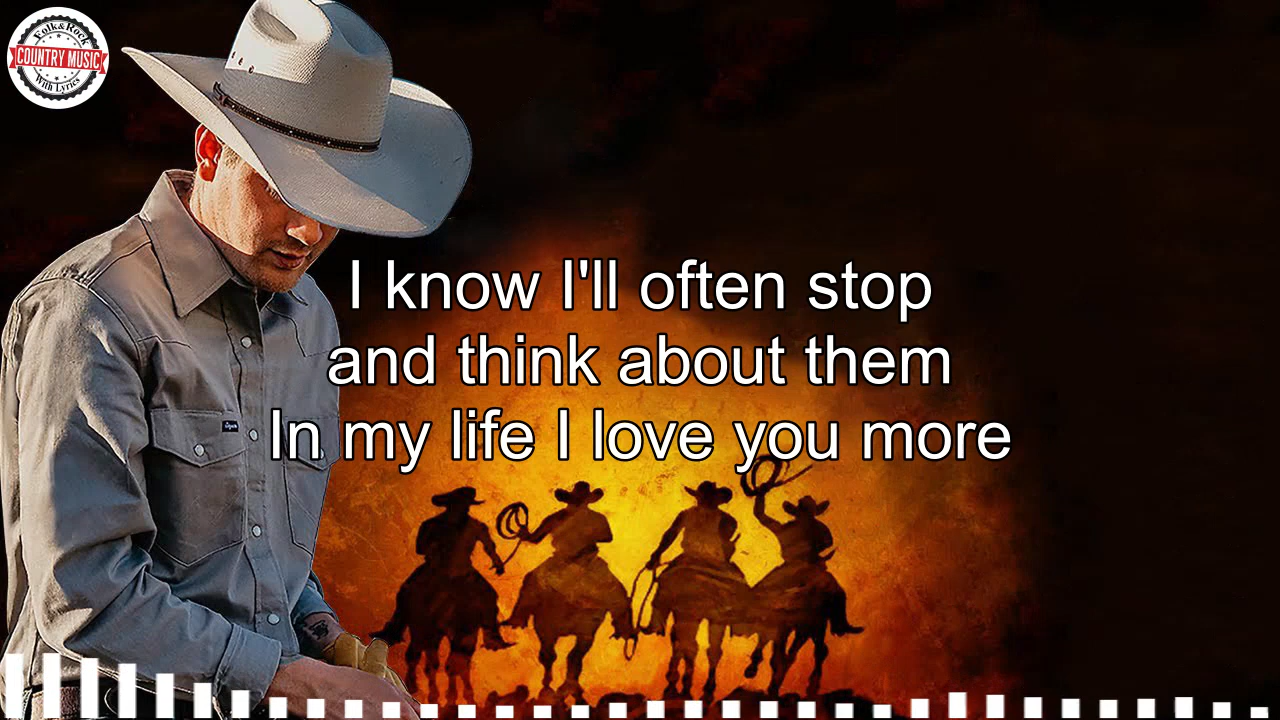 Folk&Rock
COUNTRY MUSIC
With Lyrics
I know I'll often stop
and think about them
In my life I love you more